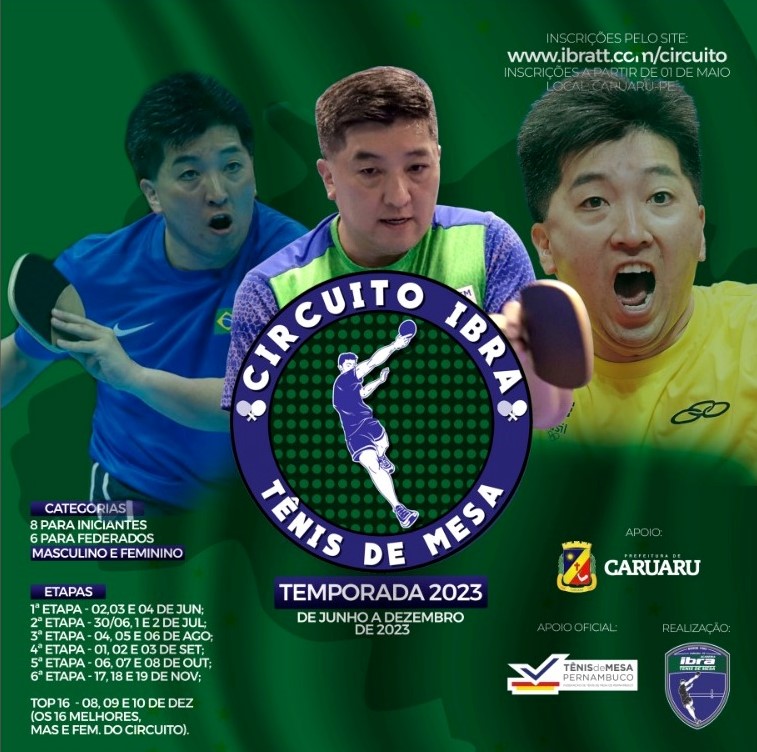 INSCRIÇÕES PELO SITE:
www.ibratt.com/circuito
INSCRIÇÕES A PARTIR DE 01 DE MAIO
LOCAL: CARUARU-PE
CIRCUITO IBRA
TÊNIS DE MESA
TEMPORADA 2023
DE JUNHO A DEZEMBRO
DE 2023
CATEGORIAS
8 PARA INICIANTES
6 PARA FEDERADOS
MASCULINO E FEMININO
ETAPAS
1ª ETAPA - 02,03 E 04 DE JUN;
2ª ETAPA - 30/06, 1 E 2 DE JUL;
3ª ETAPA - 04, 05 E 06 DE AGO;
4ª ETAPA - 01, 02 E 03 DE SET;
5ª ETAPA - 06, 07 E 08 DE OUT;
6ª ETAPA - 17, 18 E 19 DE NOV;
TOP 16 - 08, 09 E 10 DE DEZ
(OS 16 MELHORES,
MAS E FEM. DO CIRCUITO).
APOIO:
PREFEITURA DE
CARUARU
APOIO OFICIAL:
TÊNISdeMESA
PERNAMBUCO
REALIZAÇÃO:
ibra
TÊNIS DE MESA